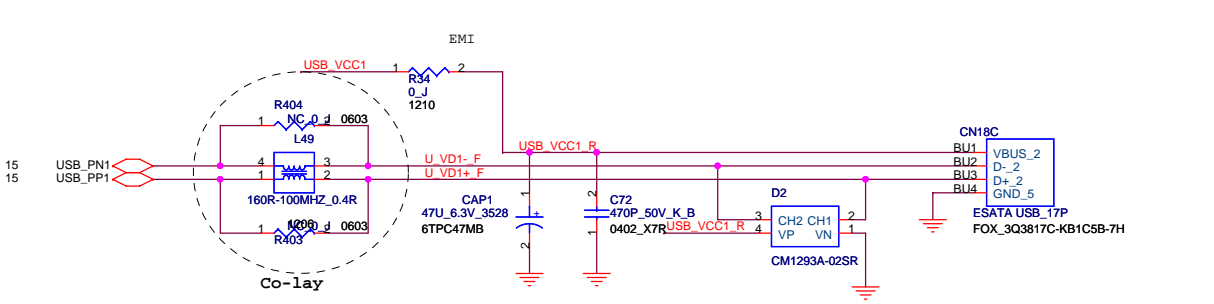 EMI
USB_VCC1
1
2
R34
0_J
1210
R404
1
NC_0_J
2
0603
L49
15
USB_PN1
4
3
U_VD1-_F
15
USB_PP1
1
2
U_VD1+_F
160R-100MHZ_0.4R
1206
1
NC_0_J
2
0603
R403
Co-lay
USB_VCC1_R
CAP1
47U_6.3V_3528
6TPC47MB
1
+
2
C72
470P_50V_K_B
0402_X7R
2
1
USB_VCC1_R
D2
3
CH2
CH1
2
4
VP
VN
1
CM1293A-02SR
CN18C
BU1
VBUS_2
BU2
D-_2
BU3
D+_2
BU4
GND_5
ESATA USB_17P
FOX_3Q3817C-KB1C5B-7H